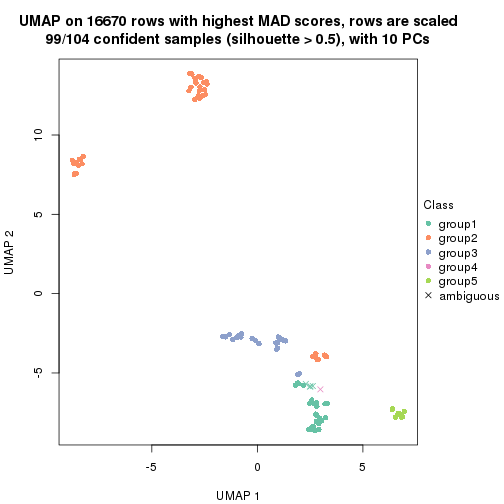 UMAP on 16670 rows with highest MAD scores, rows are scaled
99/104 confident samples (silhouette > 0.5), with 10 PCs
10
5
0
-5
UMAP 2
-5
0
5
UMAP 1
Class
group1
group2
group3
group4
group5
ambiguous